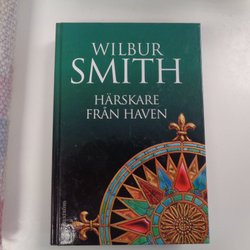 WILBUR
SMITH
HÄRSKARE
FRÅN HAVEN